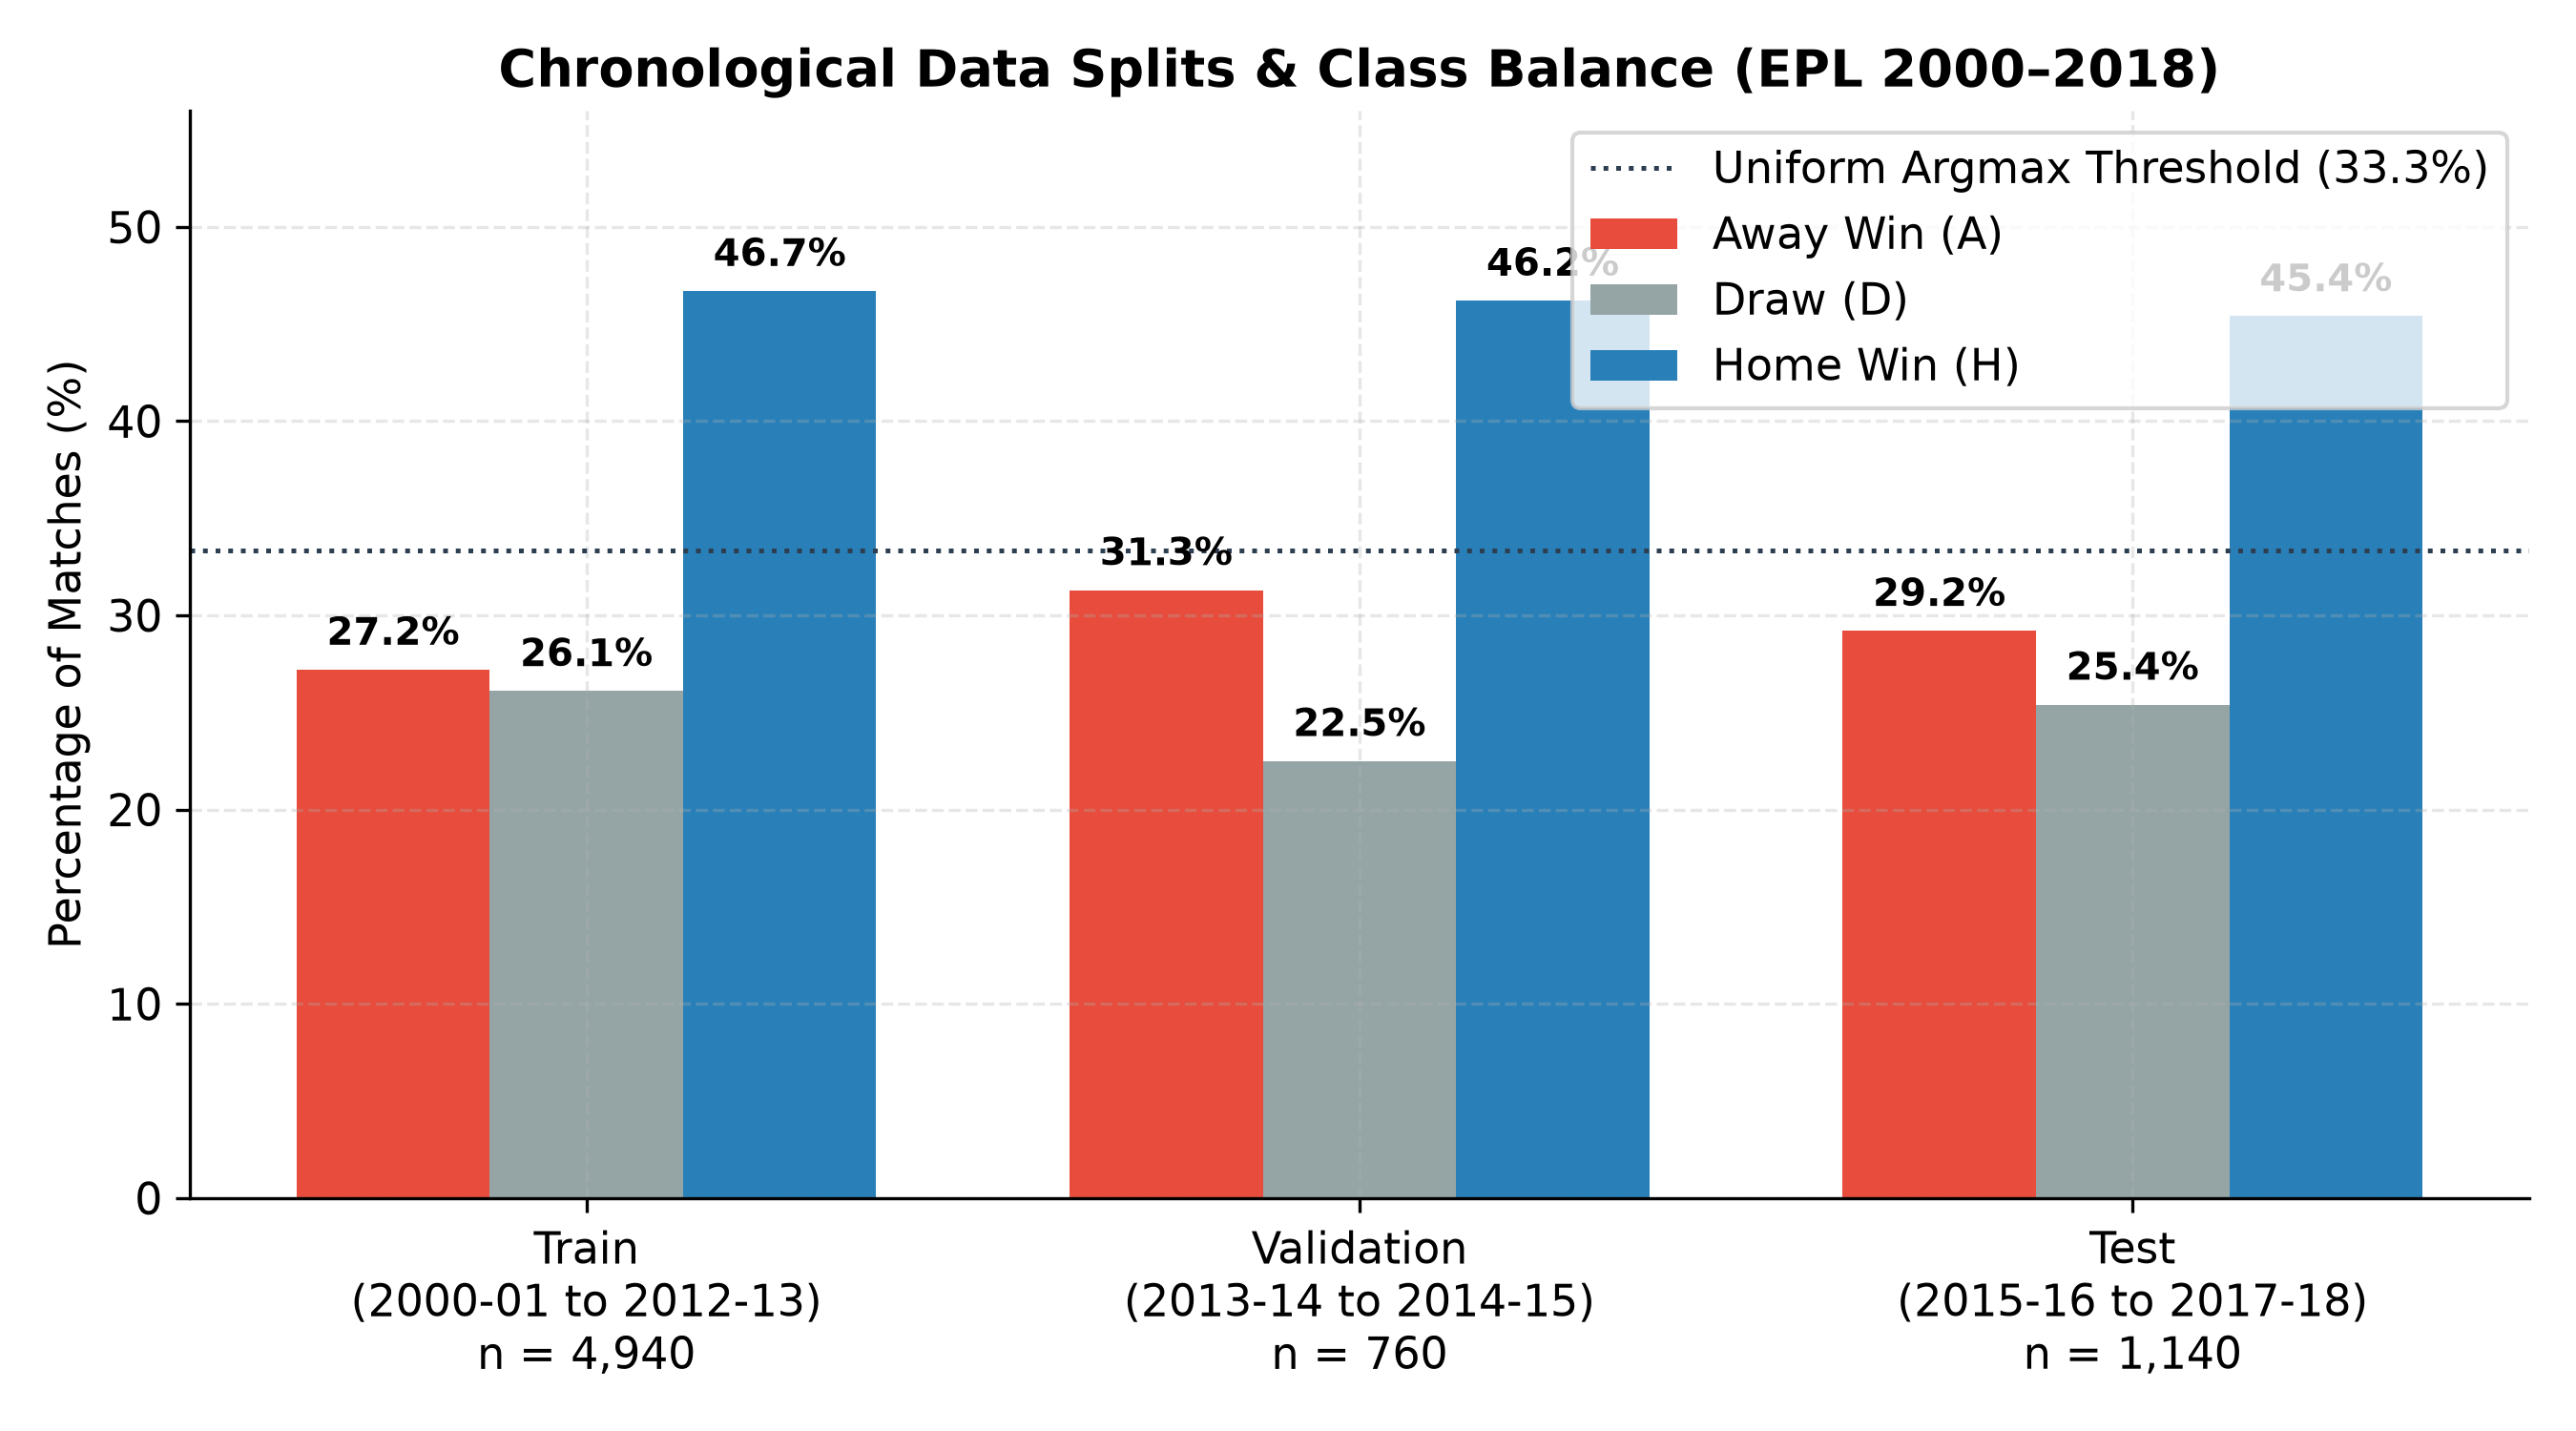 Chronological Data Splits & Class Balance (EPL 2000–2018)
Uniform Argmax Threshold (33.3%)
Away Win (A)
Draw (D)
Home Win (H)
Percentage of Matches (%)
50
40
30
20
10
0
27.2%
26.1%
46.7%
31.3%
22.5%
46.2%
29.2%
25.4%
45.4%
Train
(2000-01 to 2012-13)
n = 4,940
Validation
(2013-14 to 2014-15)
n = 760
Test
(2015-16 to 2017-18)
n = 1,140